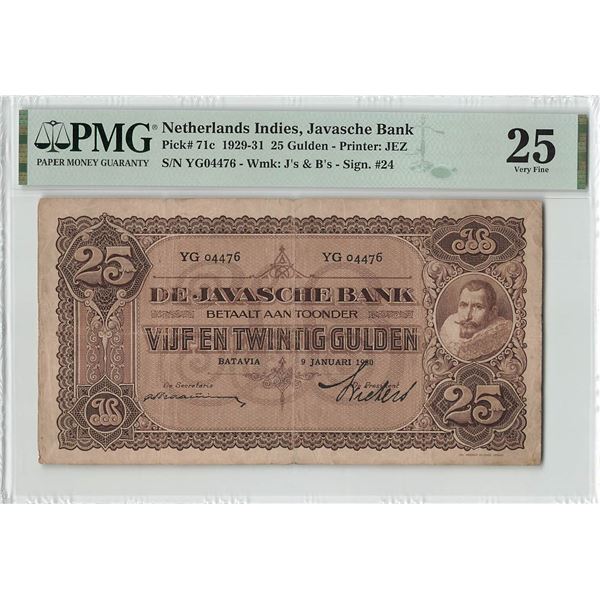 PMG®
PAPER MONEY GUARANTY
Netherlands Indies, Javasche Bank
Pick# 71c 1929-31 25 Gulden - Printer: JEZ
S/N YG04476 - Wmk: J's & B's - Sign. #24
25
Very Fine
25
YG 04476 YG 04476
DE JAVASCHE BANK
BETAALT AAN TOONDER
VIJF EN TWINTIG GULDEN
BATAVIA 9 JANUARI 1930
De Secretaris De President
25